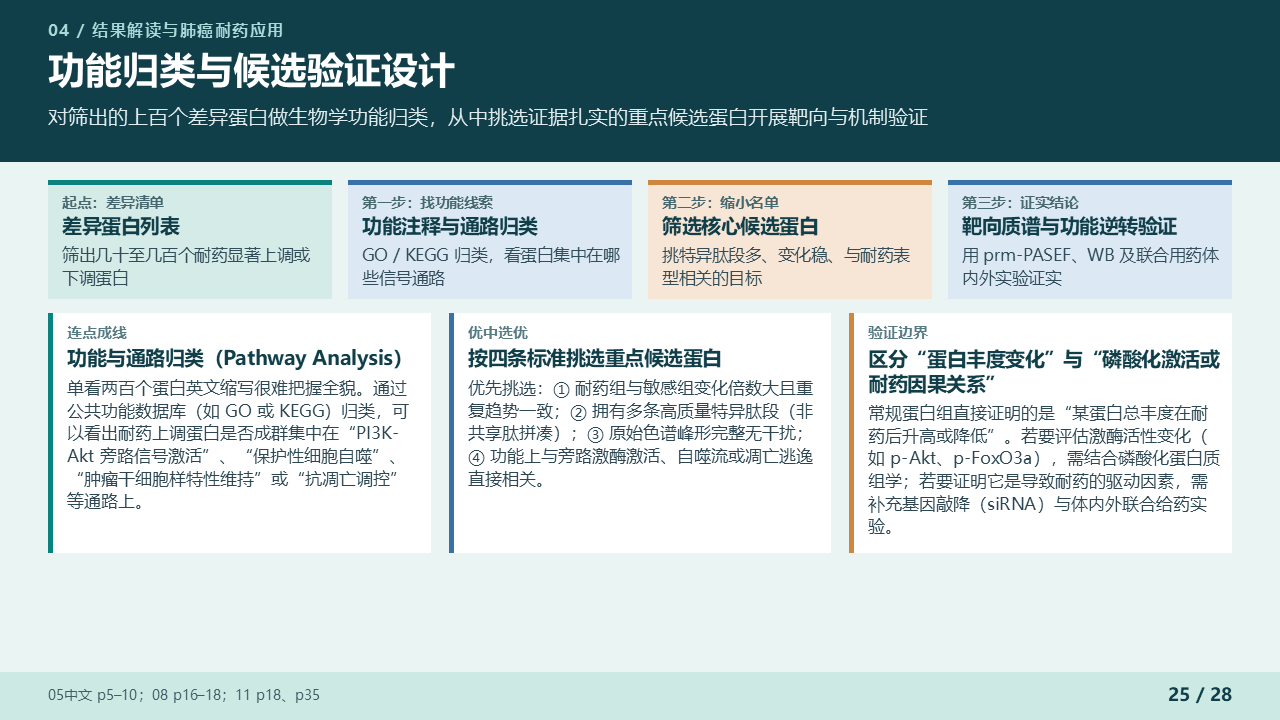 04 / 结果解读与肺癌耐药应用
功能归类与候选验证设计
对筛出的上百个差异蛋白做生物学功能归类，从中挑选证据扎实的重点候选蛋白开展靶向与机制验证
起点：差异清单
差异蛋白列表
筛出几十至几百个耐药显著上调或
下调蛋白
第一步：找功能线索
功能注释与通路归类
GO / KEGG 归类，看蛋白集中在哪
些信号通路
第二步：缩小名单
筛选核心候选蛋白
挑特异肽段多、变化稳、与耐药表
型相关的目标
第三步：证实结论
靶向质谱与功能逆转验证
用 prm-PASEF、WB 及联合用药体
内外实验证实
连点成线
功能与通路归类（Pathway Analysis）
单看两百个蛋白英文缩写很难把握全貌。通过
公共功能数据库（如 GO 或 KEGG）归类，可
以看出耐药上调蛋白是否成群集中在“PI3K-
Akt 旁路信号激活”、“保护性细胞自噬”、
“肿瘤干细胞样特性维持”或“抗凋亡调控”
等通路上。
优中选优
按四条标准挑选重点候选蛋白
优先挑选：① 耐药组与敏感组变化倍数大且重
复趋势一致；② 拥有多条高质量特异肽段（非
共享肽拼凑）；③ 原始色谱峰形完整无干扰；
④ 功能上与旁路激酶激活、自噬流或凋亡逃逸
直接相关。
验证边界
区分“蛋白丰度变化”与“磷酸化激活或
耐药因果关系”
常规蛋白组直接证明的是“某蛋白总丰度在耐
药后升高或降低”。若要评估激酶活性变化（
如 p-Akt、p-FoxO3a），需结合磷酸化蛋白质
组学；若要证明它是导致耐药的驱动因素，需
补充基因敲降（siRNA）与体内外联合给药实
验。
05中文 p5–10；08 p16–18；11 p18、p35
25 / 28